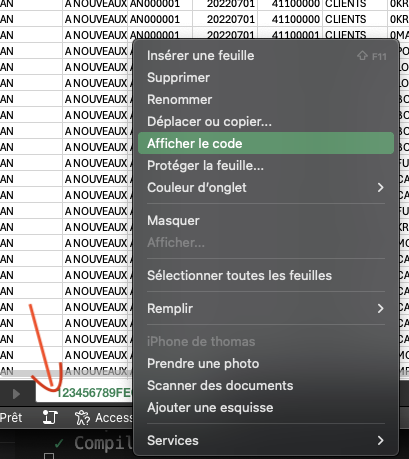 AN A NOUVEAUX AN000001 20220701 41100000 CLIENTS
AN A NOUVEAUX AN000001 20220701 41100000 CLIENTS 0KR
AN A NOUVEAUX AN000001 20220701 41100001 CLIENTS 0MA
AN A NOUVEAUX
Insérer une feuille ⇧ F11
AN A NOUVEAUX
Supprimer
AN A NOUVEAUX
Renommer
AN A NOUVEAUX
Déplacer ou copier...
AN A NOUVEAUX
Afficher le code
AN A NOUVEAUX
Protéger la feuille...
AN A NOUVEAUX
Couleur d'onglet
AN A NOUVEAUX
Masquer
AN A NOUVEAUX
Afficher...
AN A NOUVEAUX
Sélectionner toutes les feuilles
AN A NOUVEAUX
Remplir
AN A NOUVEAUX
iPhone de thomas
AN A NOUVEAUX
Prendre une photo
Scanner des documents
123456789FE
Ajouter une esquisse
Prêt
Access
Services
✓ Compil